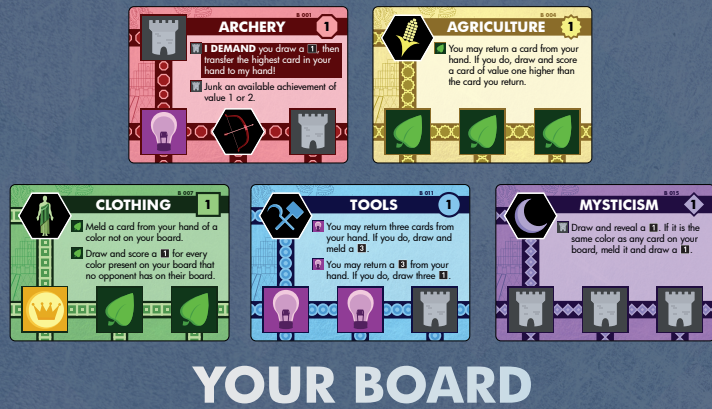 B 001
ARCHERY 1
I DEMAND you draw a 1, then
transfer the highest card in your
hand to my hand!
Junk an available achievement of
value 1 or 2.
B 004
AGRICULTURE 1
You may return a card from your
hand. If you do, draw and score
a card of value one higher than
the card you return.
B 007
CLOTHING 1
Meld a card from your hand of a
color not on your board.
Draw and score a 1 for every
color present on your board that
no opponent has on their board.
B 011
TOOLS 1
You may return three cards from
your hand. If you do, draw and
meld a 3.
You may return a 3 from your
hand. If you do, draw three 1.
B 015
MYSTICISM 1
Draw and reveal a 1. If it is the
same color as any card on your
board, meld it and draw a 1.
YOUR BOARD